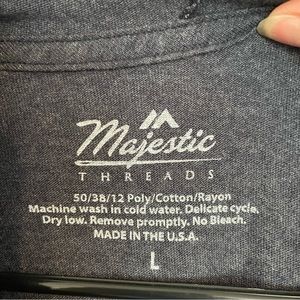 Majestic
THREADS
50/38/12 Poly/Cotton/Rayon
Machine wash in cold water. Delicate cycle.
Dry low. Remove promptly. No Bleach.
MADE IN THE U.S.A.
L